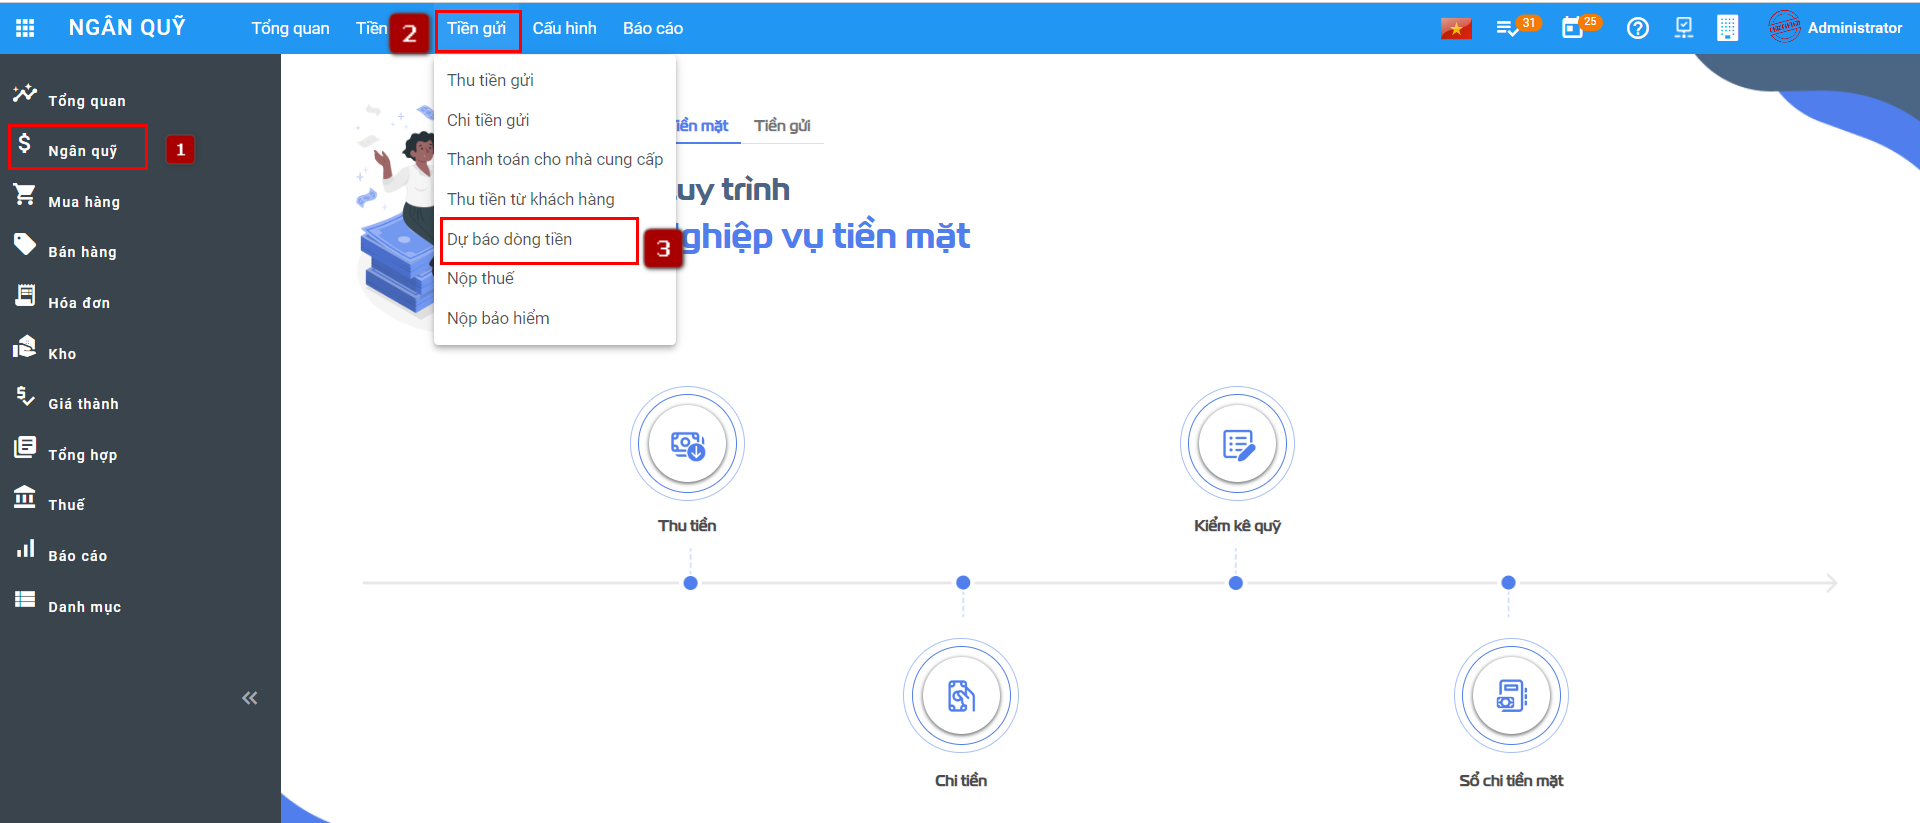 NGÂN QUỸ
Tổng quan
Tiền
2
Tiền gửi
Cấu hình
Báo cáo
31
25
Administrator
Tổng quan
Ngân quỹ
1
Mua hàng
Bán hàng
Hóa đơn
Kho
Giá thành
Tổng hợp
Thuế
Báo cáo
Danh mục
Thu tiền gửi
Chi tiền gửi
Thanh toán cho nhà cung cấp
Thu tiền từ khách hàng
Dự báo dòng tiền
3
Nộp thuế
Nộp bảo hiểm
iền mặt
Tiền gửi
uy trình
ghiệp vụ tiền mặt
Thu tiền
Kiểm kê quỹ
Chi tiền
Sổ chi tiền mặt